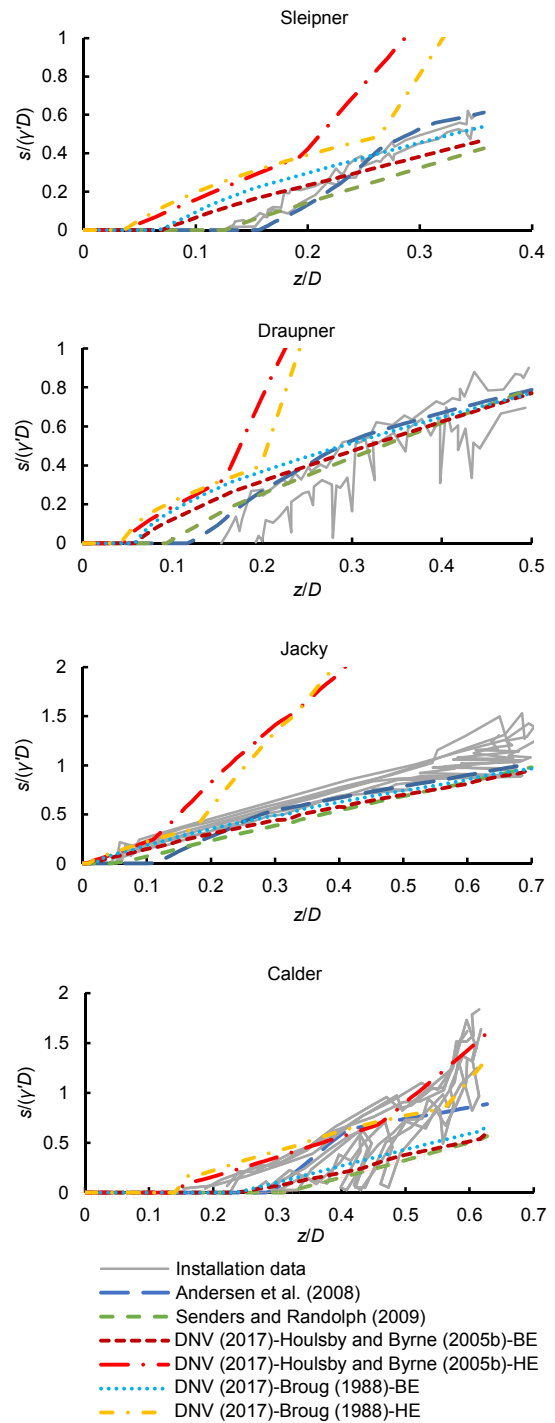 Sleipner
1
0.8
0.6
0.4
0.2
0
s/(γ′D)
0 0.1 0.2 0.3 0.4
z/D
Draupner
1
0.8
0.6
0.4
0.2
0
s/(γ′D)
0 0.1 0.2 0.3 0.4 0.5
z/D
Jacky
2
1.5
1
0.5
0
s/(γ′D)
0 0.1 0.2 0.3 0.4 0.5 0.6 0.7
z/D
Calder
2
1.5
1
0.5
0
s/(γ′D)
0 0.1 0.2 0.3 0.4 0.5 0.6 0.7
z/D
Installation data
Andersen et al. (2008)
Senders and Randolph (2009)
DNV (2017)-Houlsby and Byrne (2005b)-BE
DNV (2017)-Houlsby and Byrne (2005b)-HE
DNV (2017)-Broug (1988)-BE
DNV (2017)-Broug (1988)-HE